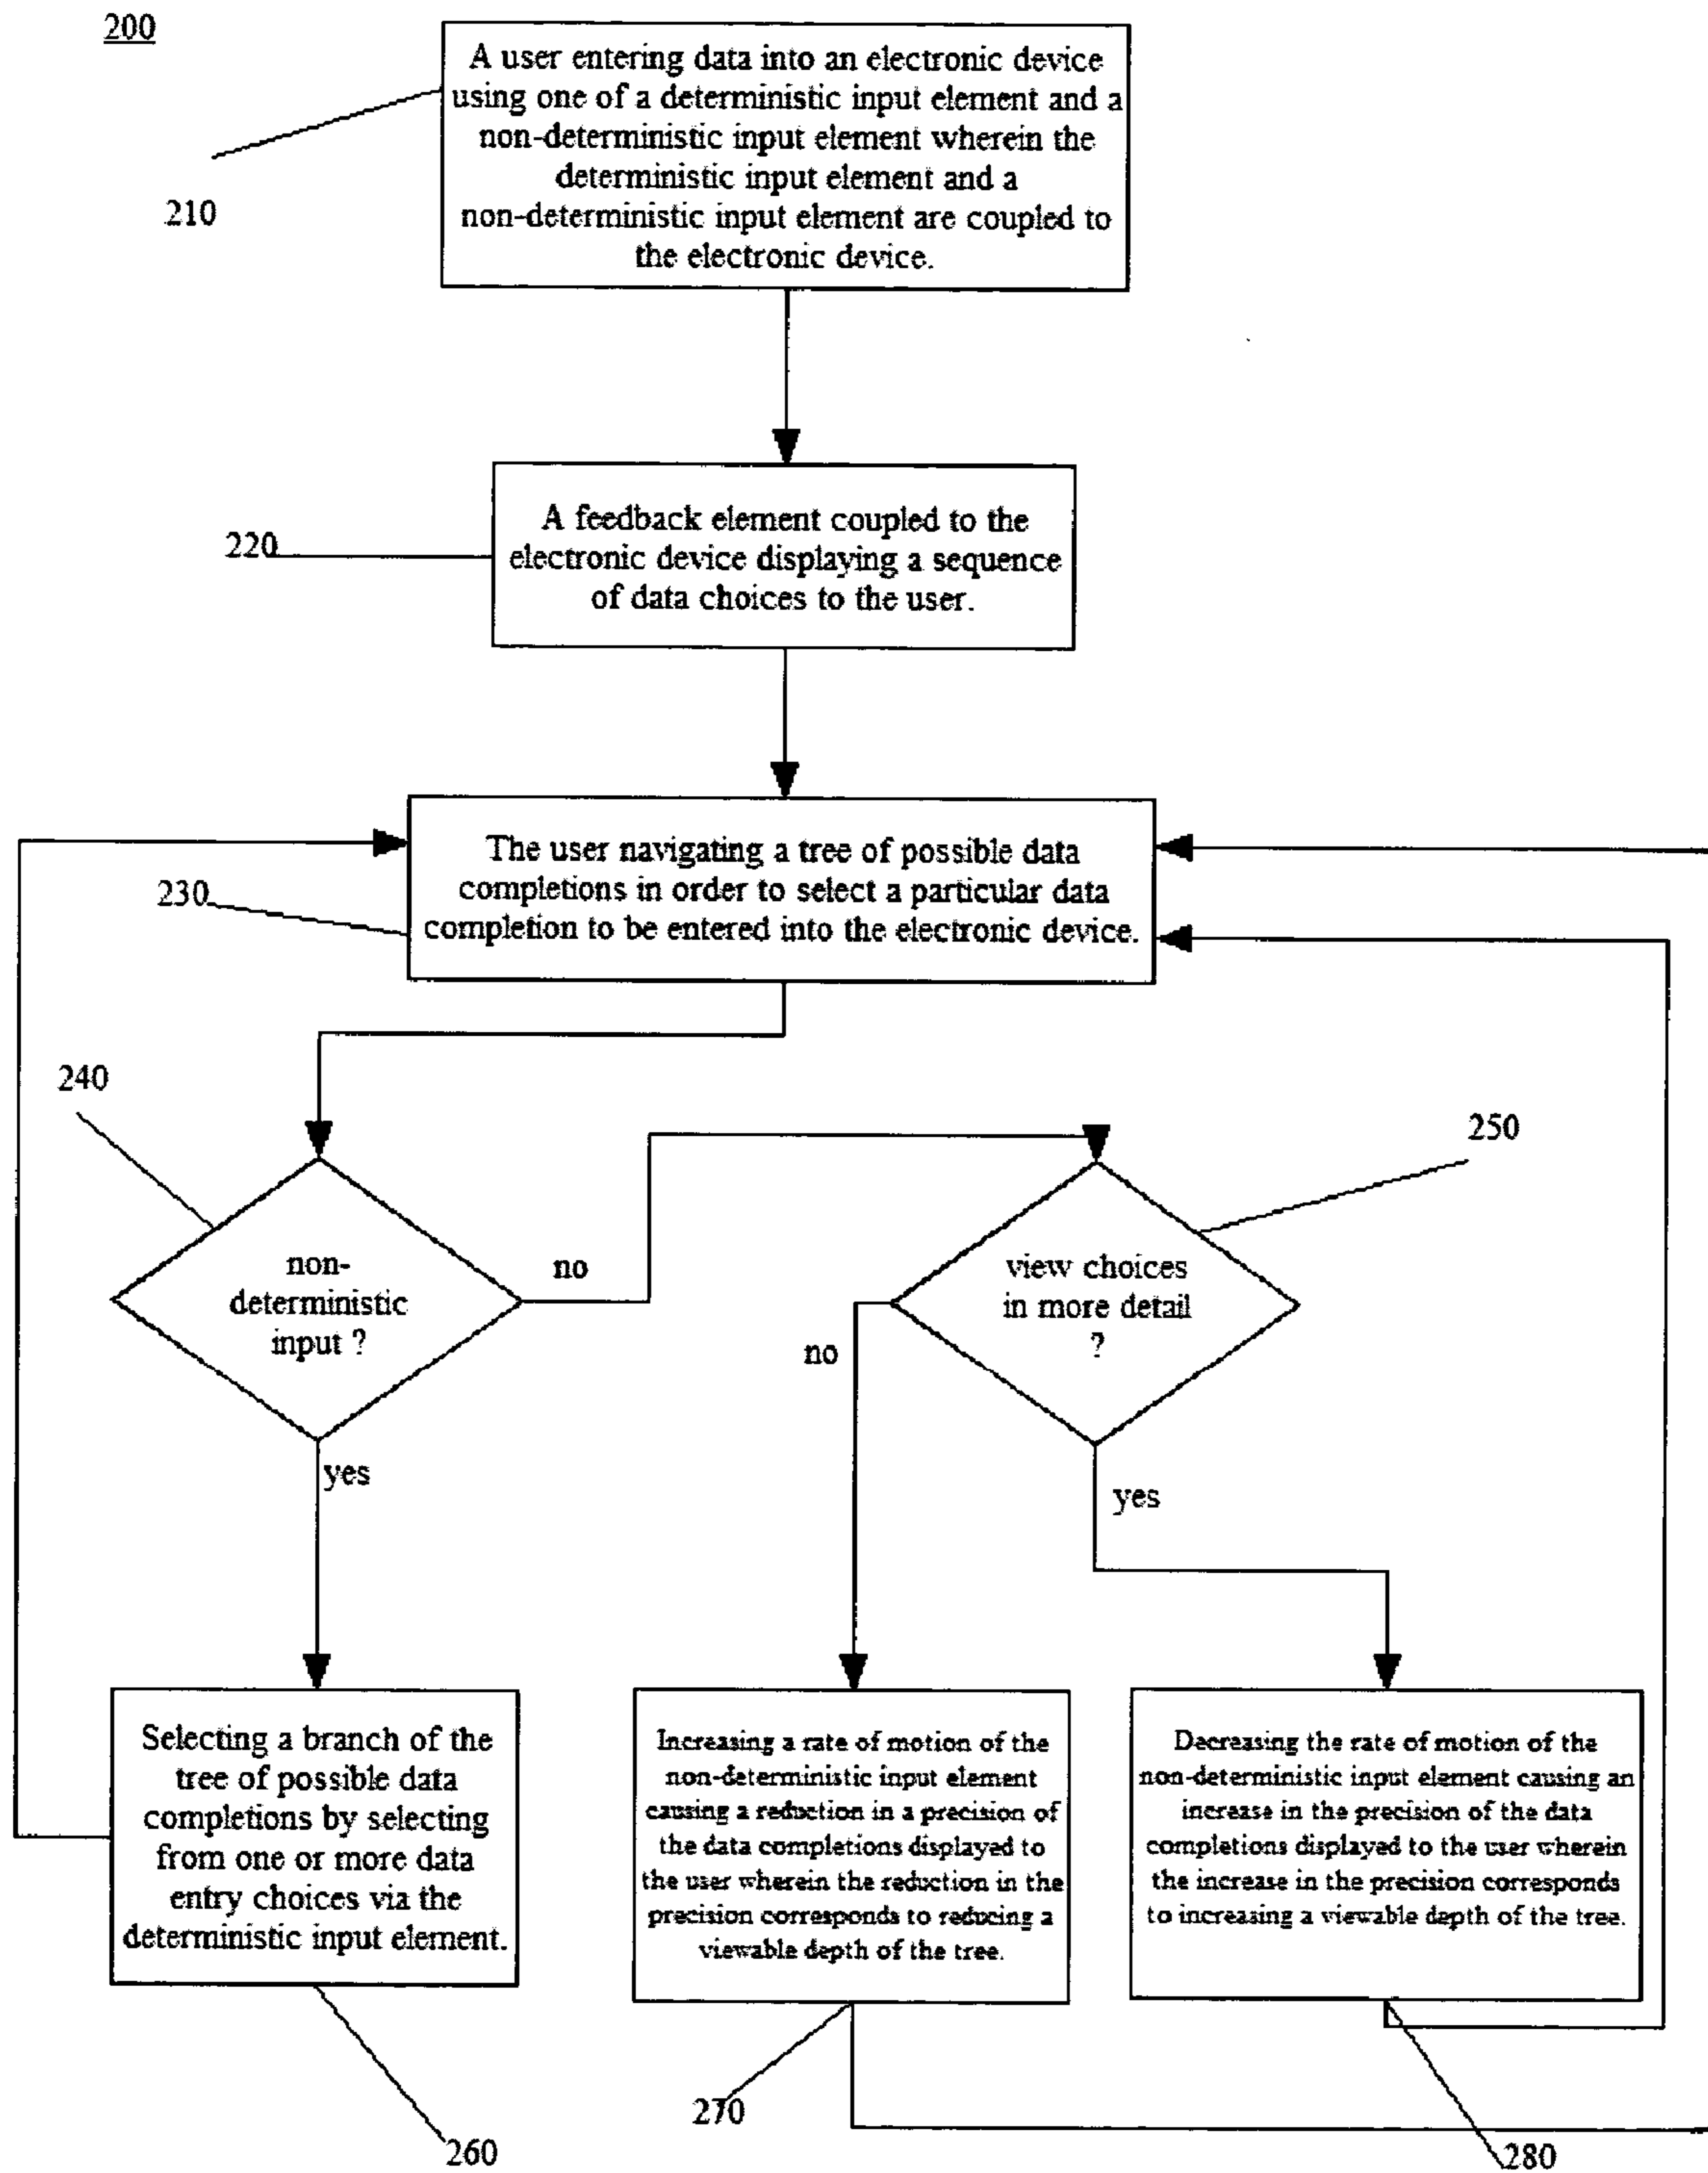 200
A user entering data into an electronic device
using one of a deterministic input element and a
non-deterministic input element wherein the
deterministic input element and a
non-deterministic input element are coupled to
the electronic device.
210
A feedback element coupled to the
electronic device displaying a sequence
of data choices to the user.
220
The user navigating a tree of possible data
completions in order to select a particular data
completion to be entered into the electronic device.
230
240
250
non-
deterministic
input ?
no
view choices
in more detail
?
no
yes
yes
Selecting a branch of the
tree of possible data
completions by selecting
from one or more data
entry choices via the
deterministic input element.
Increasing a rate of motion of the
non-deterministic input element
causing a reduction in a precision of
the data completions displayed to
the user wherein the reduction in the
precision corresponds to reducing a
viewable depth of the tree.
Decreasing the rate of motion of the
non-deterministic input element causing an
increase in the precision of the data
completions displayed to the user wherein
the increase in the precision corresponds
to increasing a viewable depth of the tree.
260
270
280